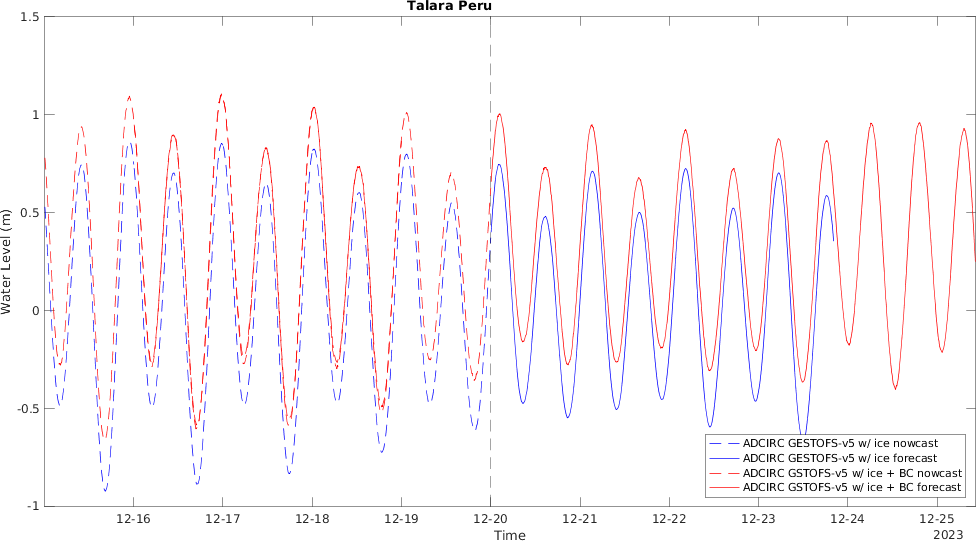 Talara Peru
1.5
1
0.5
0
-0.5
-1
Water Level (m)
ADCIRC GESTOFS-v5 w/ ice nowcast
ADCIRC GESTOFS-v5 w/ ice forecast
ADCIRC GSTOFS-v5 w/ ice + BC nowcast
ADCIRC GSTOFS-v5 w/ ice + BC forecast
12-16 12-17 12-18 12-19 12-20 12-21 12-22 12-23 12-24 12-25
Time
2023